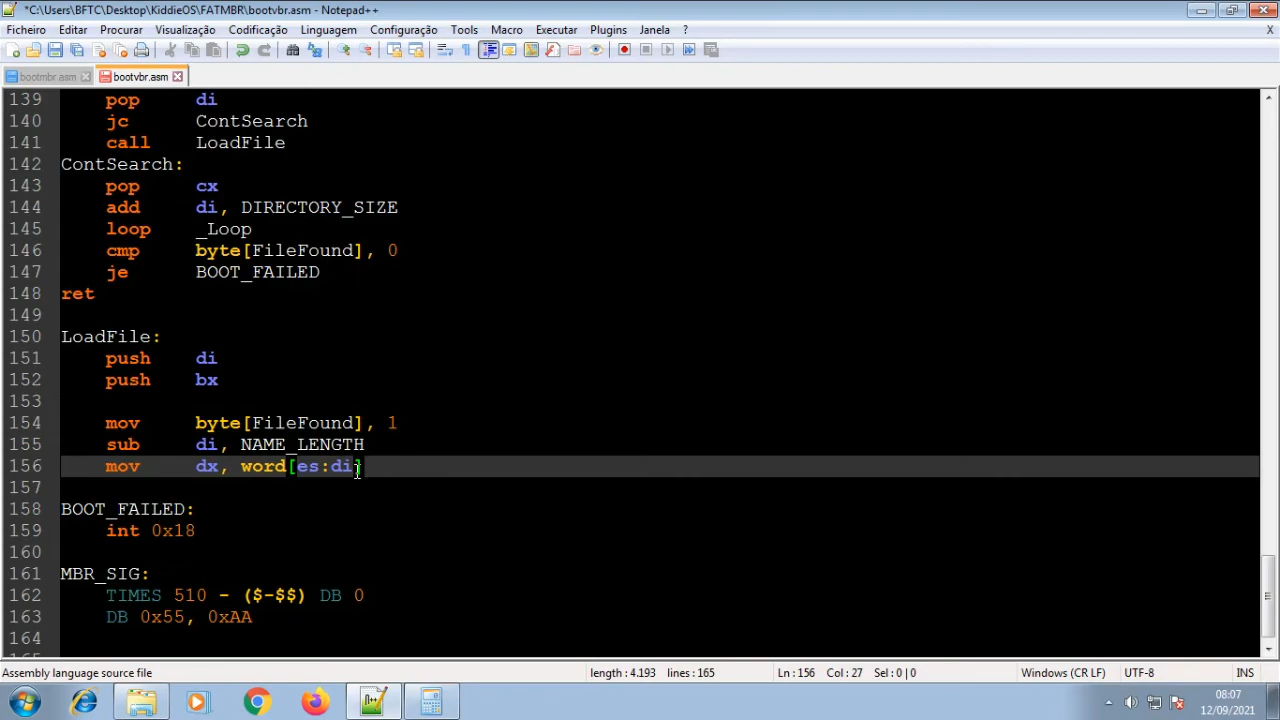 *C:\Users\BFTC\Desktop\KiddieOS\FATMBR\bootvbr.asm - Notepad++
Ficheiro Editar Procurar Visualização Codificação Linguagem Configuração Tools Macro Executar Plugins Janela ? X
bootmbr.asm bootvbr.asm
139 pop di
140 jc ContSearch
141 call LoadFile
142 ContSearch:
143 pop cx
144 add di, DIRECTORY_SIZE
145 loop _Loop
146 cmp byte[FileFound], 0
147 je BOOT_FAILED
148 ret
149
150 LoadFile:
151 push di
152 push bx
153
154 mov byte[FileFound], 1
155 sub di, NAME_LENGTH
156 mov dx, word[es:di]
157
158 BOOT_FAILED:
159 int 0x18
160
161 MBR_SIG:
162 TIMES 510 - ($-$$) DB 0
163 DB 0x55, 0xAA
164
165
Assembly language source file length : 4.193 lines : 165 Ln : 156 Col : 27 Sel : 0 | 0 Windows (CR LF) UTF-8 INS
08:07
12/09/2021